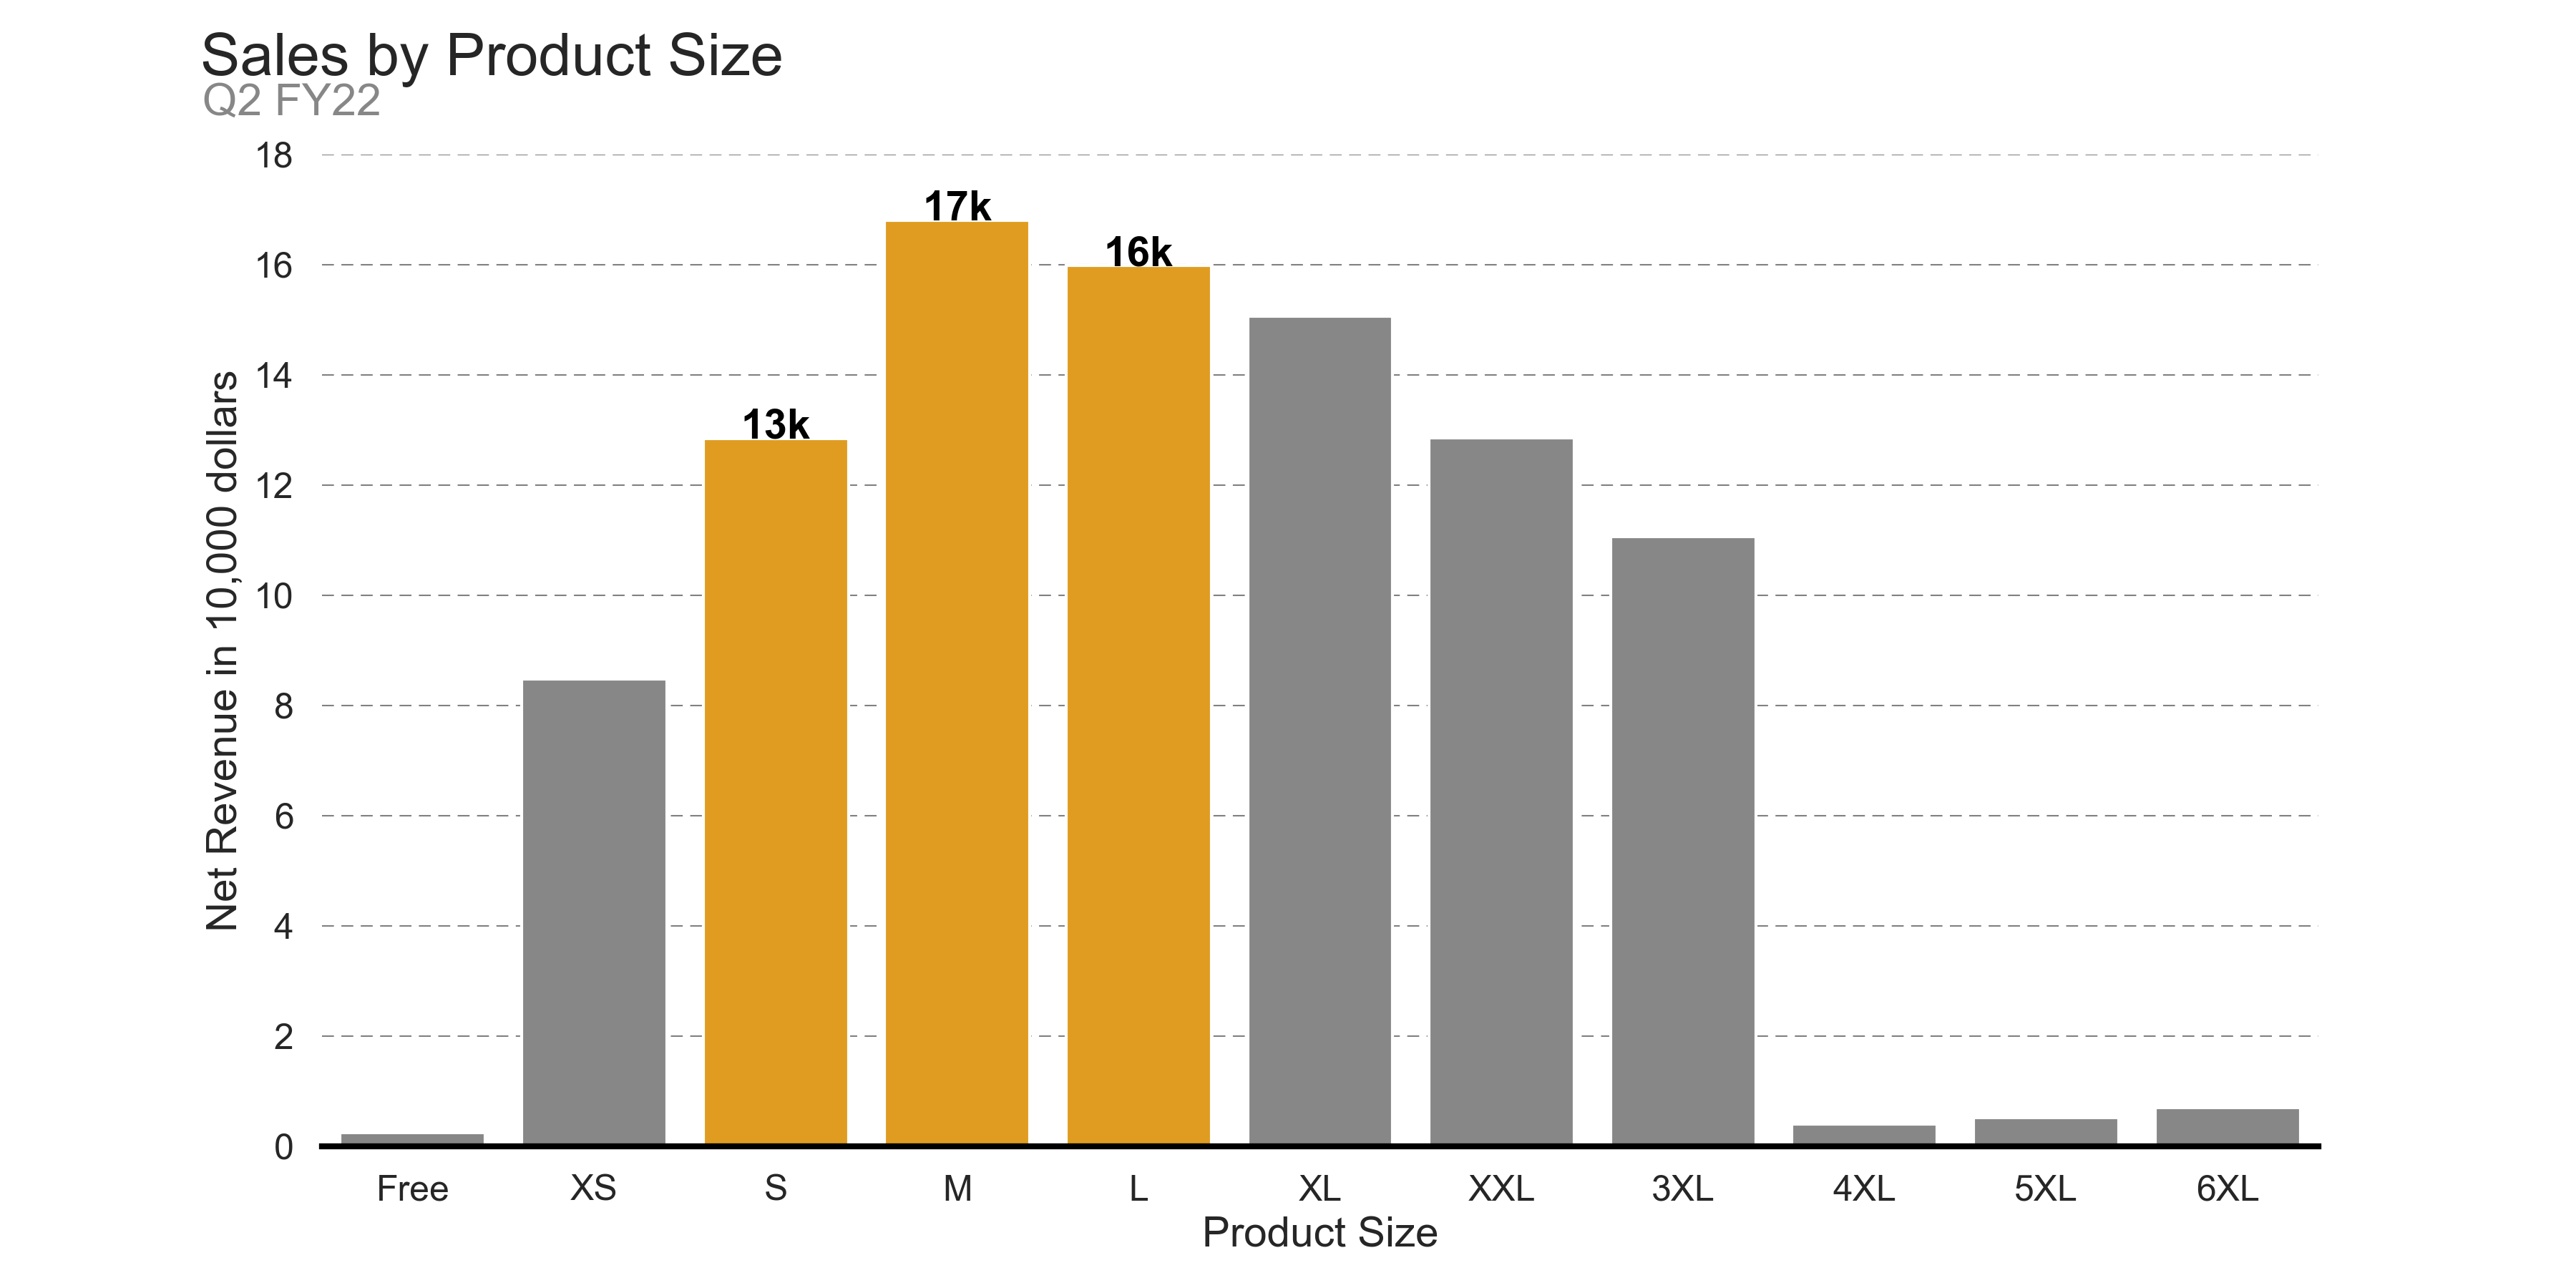 Sales by Product Size
Q2 FY22
Net Revenue in 10,000 dollars
18
16
14
12
10
8
6
4
2
0
13k
17k
16k
Free XS S M L XL XXL 3XL 4XL 5XL 6XL
Product Size